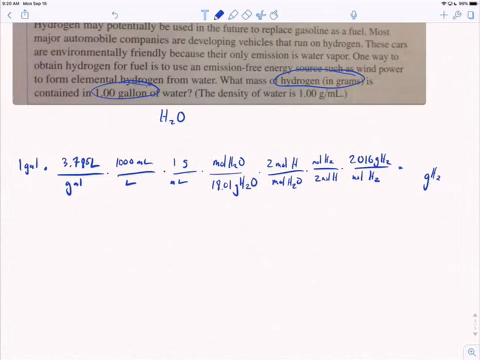 9:20 AM Mon Sep 16
Hydrogen may potentially be used in the future to replace gasoline as a fuel. Most
major automobile companies are developing vehicles that run on hydrogen. These cars
are environmentally friendly because their only emission is water vapor. One way
to obtain hydrogen for fuel is to use an emission-free energy source such as wind power
to form elemental hydrogen from water. What mass of hydrogen (in grams) is
contained in 1.00 gallon of water? (The density of water is 1.00 g/mL.)
H₂O
1 gal · 3.785L/gal · 1000 mL/L · 1 g/mL · mol H₂O/18.01 g H₂O · 2 mol H/mol H₂O · mol H₂/2 mol H · 2.016 g H₂/mol H₂ = g H₂